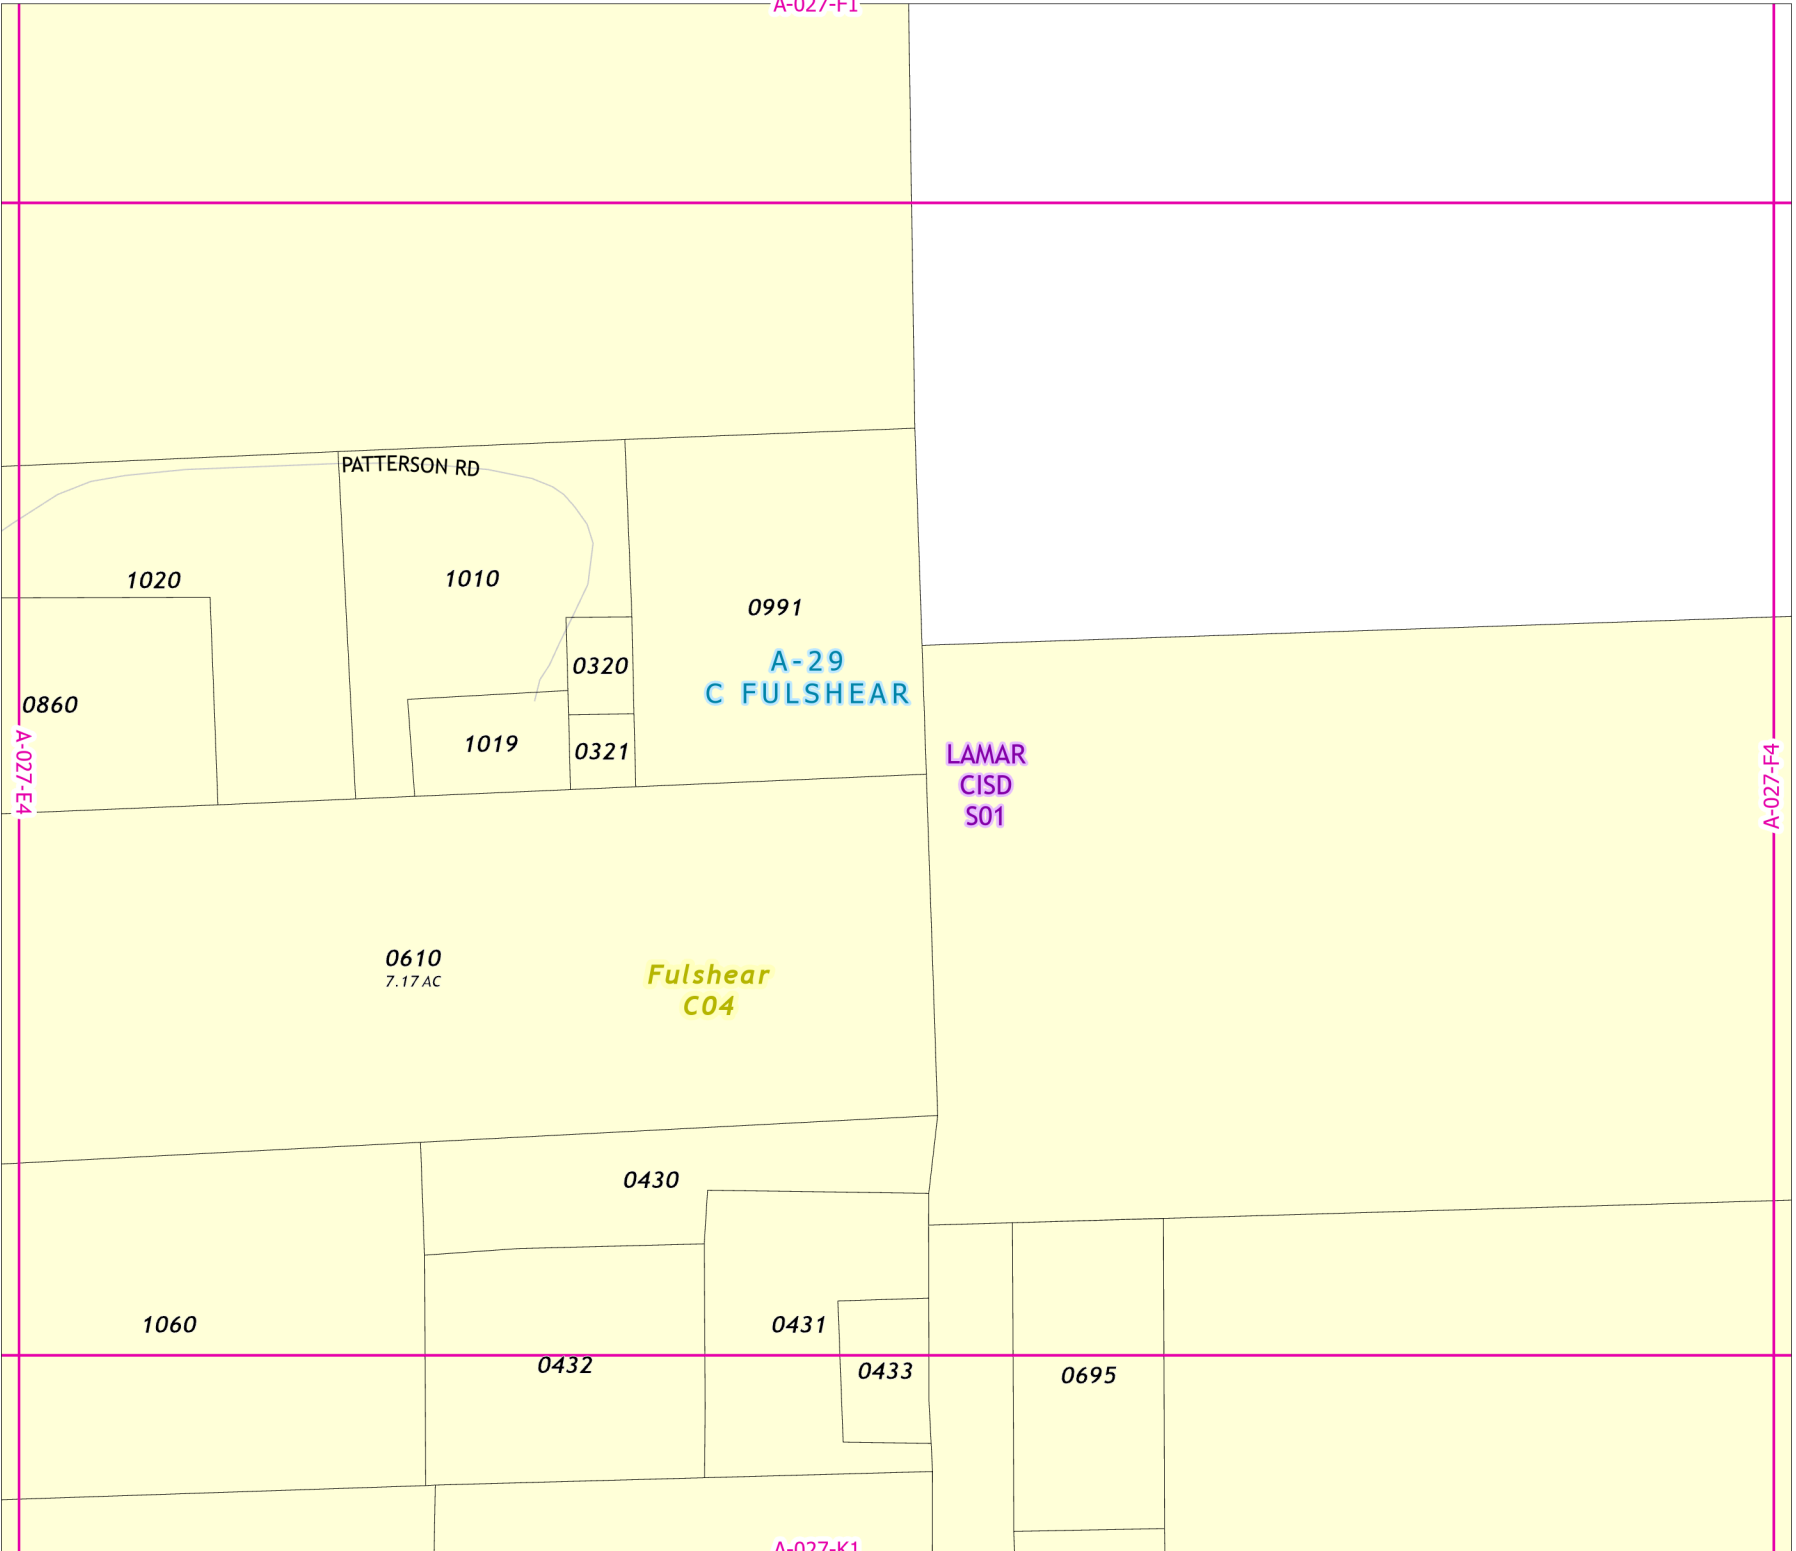 A-027-F1
PATTERSON RD
1020
1010
0991
A-29
C FULSHEAR
0320
0860
1019
0321
A-027-E4
LAMAR
CISD
S01
A-027-F4
0610
7.17 AC
Fulshear
C04
0430
1060
0431
0432
0433
0695
A-027-K1